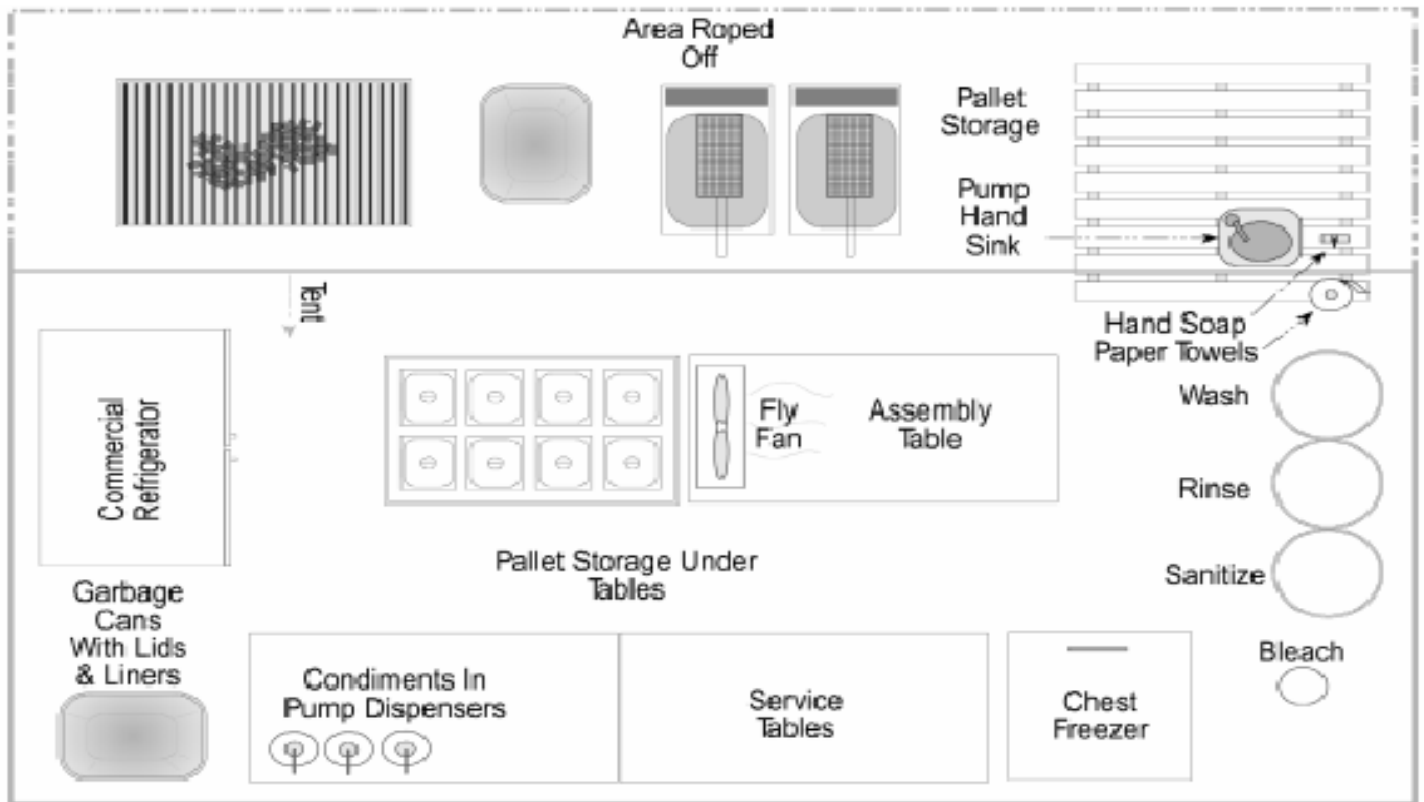 Area Roped
Off
Pallet
Storage
Pump
Hand
Sink
Tent
Hand Soap
Paper Towels
Commercial
Refrigerator
Fly
Fan
Assembly
Table
Wash
Rinse
Sanitize
Pallet Storage Under
Tables
Garbage
Cans
With Lids
& Liners
Condiments In
Pump Dispensers
Service
Tables
Chest
Freezer
Bleach